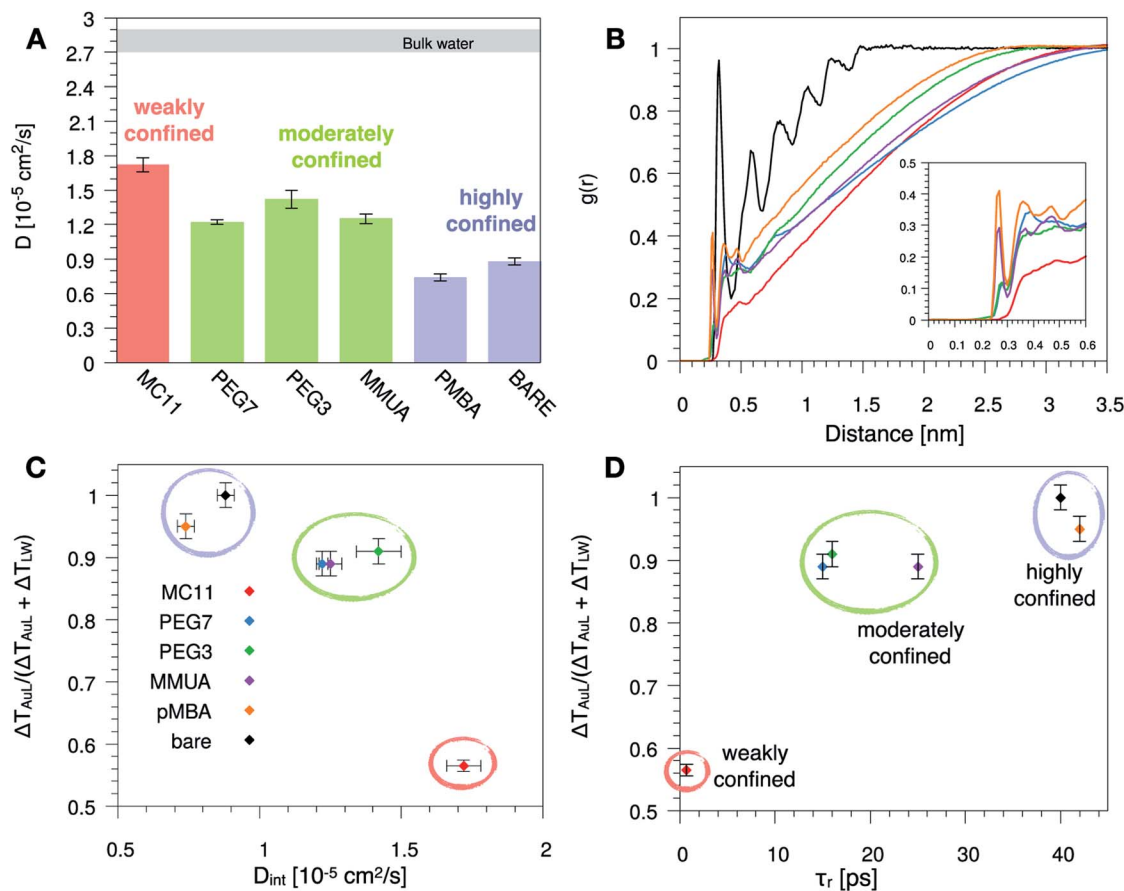 A
D [10⁻⁵ cm²/s]
3
2.7
2.4
2.1
1.8
1.5
1.2
0.9
0.6
0.3
0
Bulk water
weakly
confined
moderately
confined
highly
confined
MC11
PEG7
PEG3
MMUA
PMBA
BARE
B
g(r)
1
0.8
0.6
0.4
0.2
0
0
0.5
1
1.5
2
2.5
3
3.5
Distance [nm]
0.5
0.4
0.3
0.2
0.1
0
0.0
0.1
0.2
0.3
0.4
0.5
0.6
C
ΔT_AuL/(ΔT_AuL + ΔT_LW)
1
0.9
0.8
0.7
0.6
0.5
MC11
PEG7
PEG3
MMUA
pMBA
bare
0.5
1
1.5
2
D_int [10⁻⁵ cm²/s]
D
ΔT_AuL/(ΔT_AuL + ΔT_LW)
1
0.9
0.8
0.7
0.6
0.5
highly
confined
moderately
confined
weakly
confined
0
10
20
30
40
τ_r [ps]